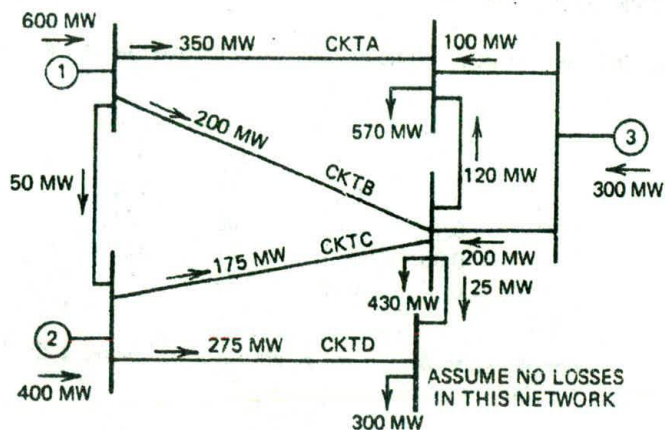 600 MW
350 MW
CKTA
100 MW
1
200 MW
570 MW
3
CKTB
50 MW
120 MW
300 MW
CKTC
175 MW
200 MW
430 MW
25 MW
2
275 MW
CKTD
400 MW
300 MW
ASSUME NO LOSSES
IN THIS NETWORK